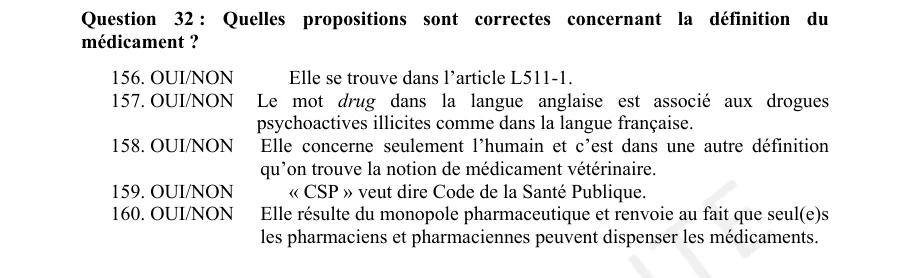 Question 32 : Quelles propositions sont correctes concernant la définition du
médicament ?
156. OUI/NON Elle se trouve dans l’article L511-1.
157. OUI/NON Le mot drug dans la langue anglaise est associé aux drogues
psychoactives illicites comme dans la langue française.
158. OUI/NON Elle concerne seulement l’humain et c’est dans une autre définition
qu’on trouve la notion de médicament vétérinaire.
159. OUI/NON « CSP » veut dire Code de la Santé Publique.
160. OUI/NON Elle résulte du monopole pharmaceutique et renvoie au fait que seul(e)s
les pharmaciens et pharmaciennes peuvent dispenser les médicaments.